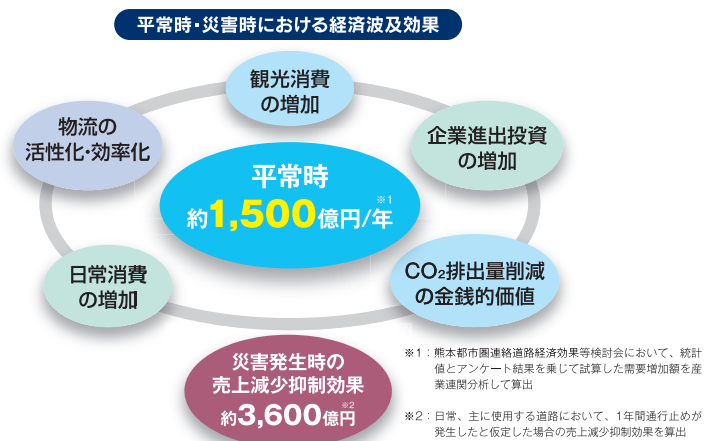 平常時・災害時における経済波及効果
観光消費
の増加
物流の
活性化・効率化
企業進出投資
の増加
平常時
約1,500億円/年※1
日常消費
の増加
CO₂排出量削減
の金銭的価値
災害発生時の
売上減少抑制効果
約3,600億円※2
※1：熊本都市圏連絡道路経済効果等検討会において、統計
値とアンケート結果を乗じて試算した需要増加額を産
業連関分析して算出
※2：日常、主に使用する道路において、1年間通行止めが
発生したと仮定した場合の売上減少抑制効果を算出